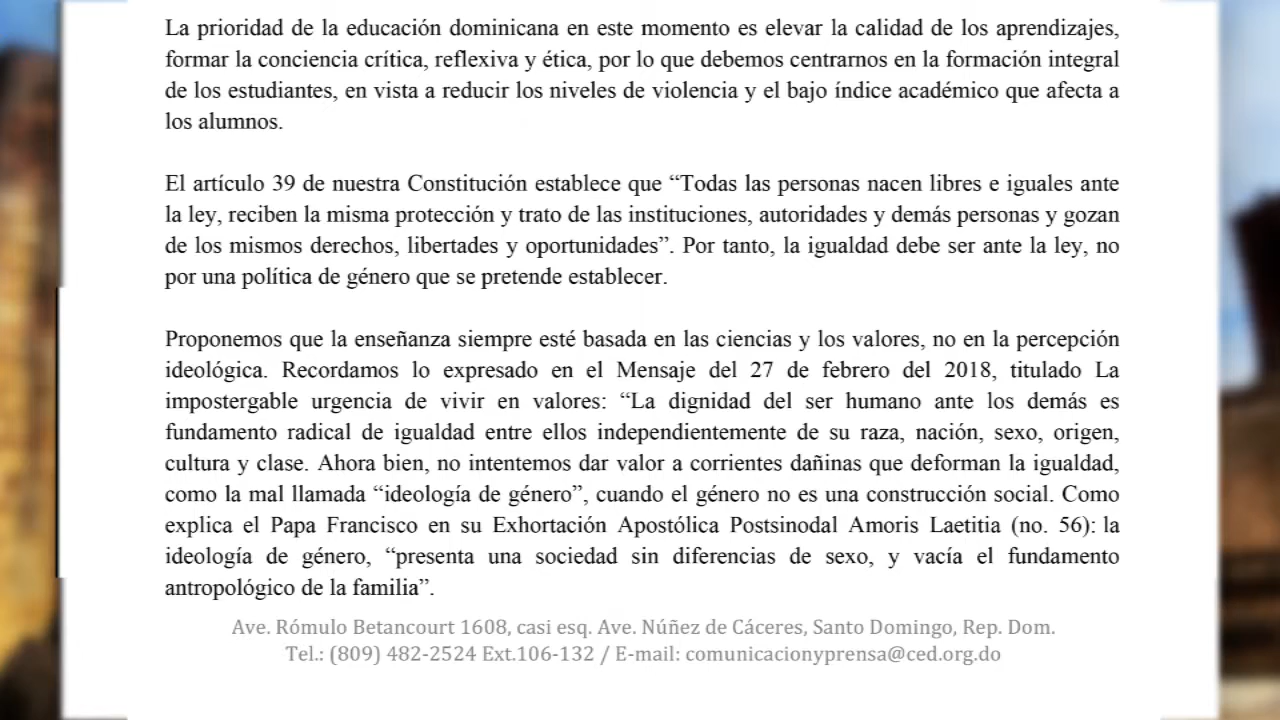 La prioridad de la educación dominicana en este momento es elevar la calidad de los aprendizajes,
formar la conciencia crítica, reflexiva y ética, por lo que debemos centrarnos en la formación integral
de los estudiantes, en vista a reducir los niveles de violencia y el bajo índice académico que afecta a
los alumnos.
El artículo 39 de nuestra Constitución establece que “Todas las personas nacen libres e iguales ante
la ley, reciben la misma protección y trato de las instituciones, autoridades y demás personas y gozan
de los mismos derechos, libertades y oportunidades”. Por tanto, la igualdad debe ser ante la ley, no
por una política de género que se pretende establecer.
Proponemos que la enseñanza siempre esté basada en las ciencias y los valores, no en la percepción
ideológica. Recordamos lo expresado en el Mensaje del 27 de febrero del 2018, titulado La
impostergable urgencia de vivir en valores: “La dignidad del ser humano ante los demás es
fundamento radical de igualdad entre ellos independientemente de su raza, nación, sexo, origen,
cultura y clase. Ahora bien, no intentemos dar valor a corrientes dañinas que deforman la igualdad,
como la mal llamada “ideología de género”, cuando el género no es una construcción social. Como
explica el Papa Francisco en su Exhortación Apostólica Postsinodal Amoris Laetitia (no. 56): la
ideología de género, “presenta una sociedad sin diferencias de sexo, y vacía el fundamento
antropológico de la familia”.
Ave. Rómulo Betancourt 1608, casi esq. Ave. Núñez de Cáceres, Santo Domingo, Rep. Dom.
Tel.: (809) 482-2524 Ext.106-132 / E-mail: comunicacionyprensa@ced.org.do